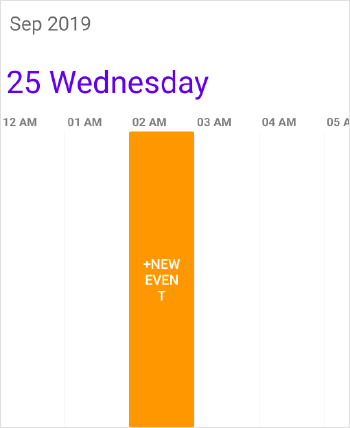 Sep 2019
25 Wednesday
12 AM 01 AM 02 AM 03 AM 04 AM 05 A
+NEW
EVEN
T